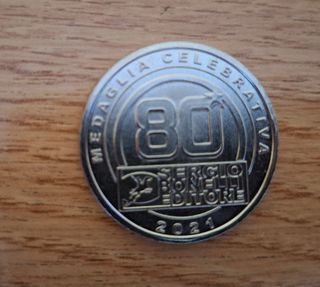 MEDAGLIA CELEBRATIVA
80
SERGIO
BONELLI
EDITORE
2021